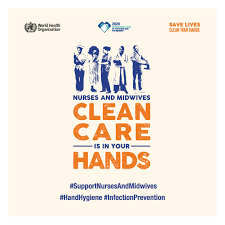 World Health
Organization
2020
SAVE LIVES
CLEAN YOUR HANDS
NURSES AND MIDWIVES
CLEAN
CARE
IS IN YOUR
HANDS
#SupportNursesAndMidwives
#HandHygiene #InfectionPrevention